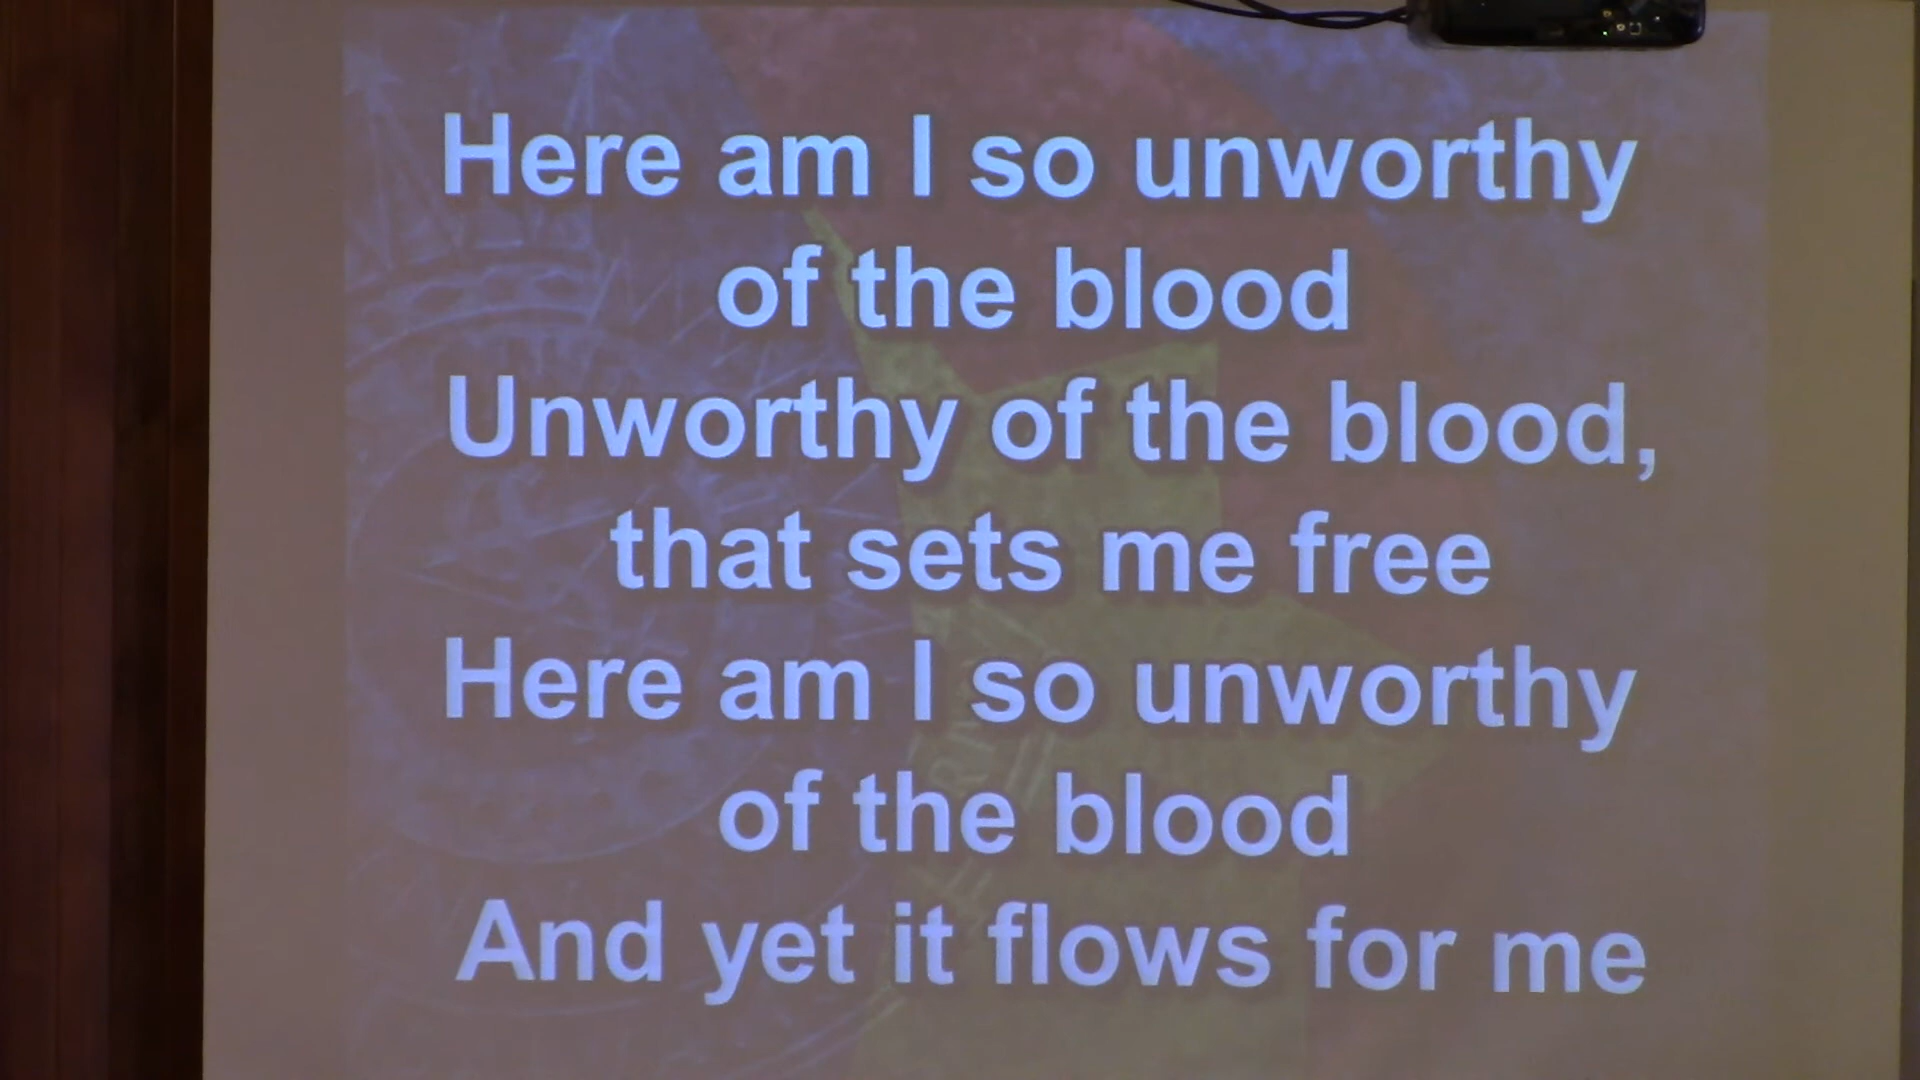 Here am I so unworthy
of the blood
Unworthy of the blood,
that sets me free
Here am I so unworthy
of the blood
And yet it flows for me